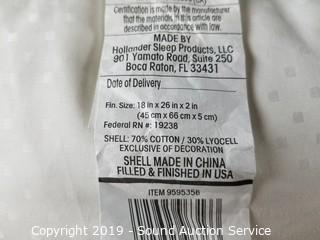 Certification is made by the manufacturer
that the materials in this article are
described in accordance with law.
MADE BY
Hollander Sleep Products, LLC
901 Yamato Road, Suite 250
Boca Raton, FL 33431
Date of Delivery
Fin. Size: 18 in x 26 in x 2 in
(45 cm x 66 cm x 5 cm)
Federal RN # 19238
SHELL: 70% COTTON / 30% LYOCELL
EXCLUSIVE OF DECORATION
SHELL MADE IN CHINA
FILLED & FINISHED IN USA
ITEM 9595358
Copyright 2019 - Sound Auction Service